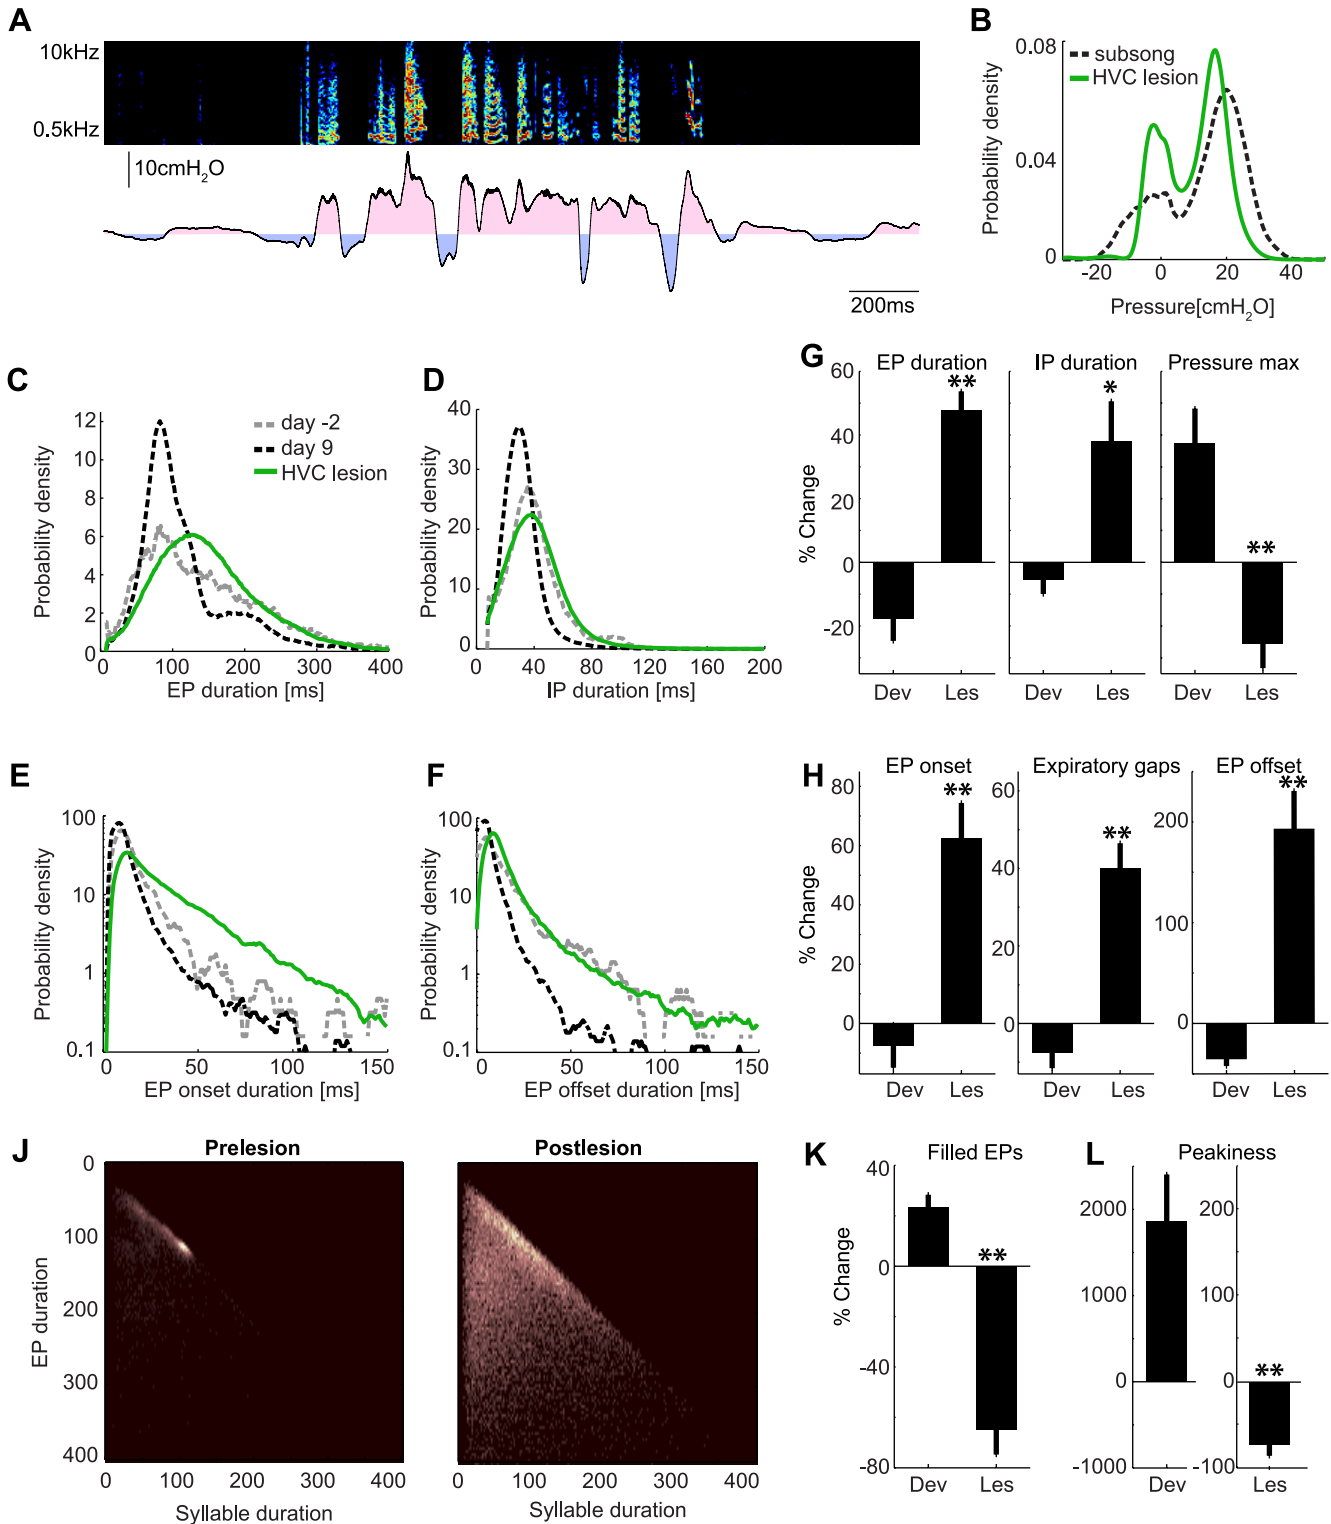 A
10kHz
0.5kHz
10cmH2O
200ms
B
0.08
0.04
0
subsong
HVC lesion
Probability density
-20 0 20 40
Pressure[cmH2O]
C
12
10
8
6
4
2
0
Probability density
day -2
day 9
HVC lesion
0 100 200 300 400
EP duration [ms]
D
40
30
20
10
0
Probability density
0 40 80 120 160 200
IP duration [ms]
G
EP duration IP duration Pressure max
60
40
20
0
-20
% Change
** * **
Dev Les Dev Les Dev Les
E
100
10
1
0.1
Probability density
0 50 100 150
EP onset duration [ms]
F
100
10
1
0.1
Probability density
0 50 100 150
EP offset duration [ms]
H
EP onset Expiratory gaps EP offset
80
60
40
20
0
% Change
60
40
20
0
200
100
0
** ** **
Dev Les Dev Les Dev Les
J
Prelesion Postlesion
0
100
200
300
400
EP duration
0 100 200 300 400
Syllable duration
0 100 200 300 400
Syllable duration
K
Filled EPs
40
0
-40
-80
% Change
**
Dev Les
L
Peakiness
2000
1000
0
-1000
200
100
0
-100
**
Dev Les